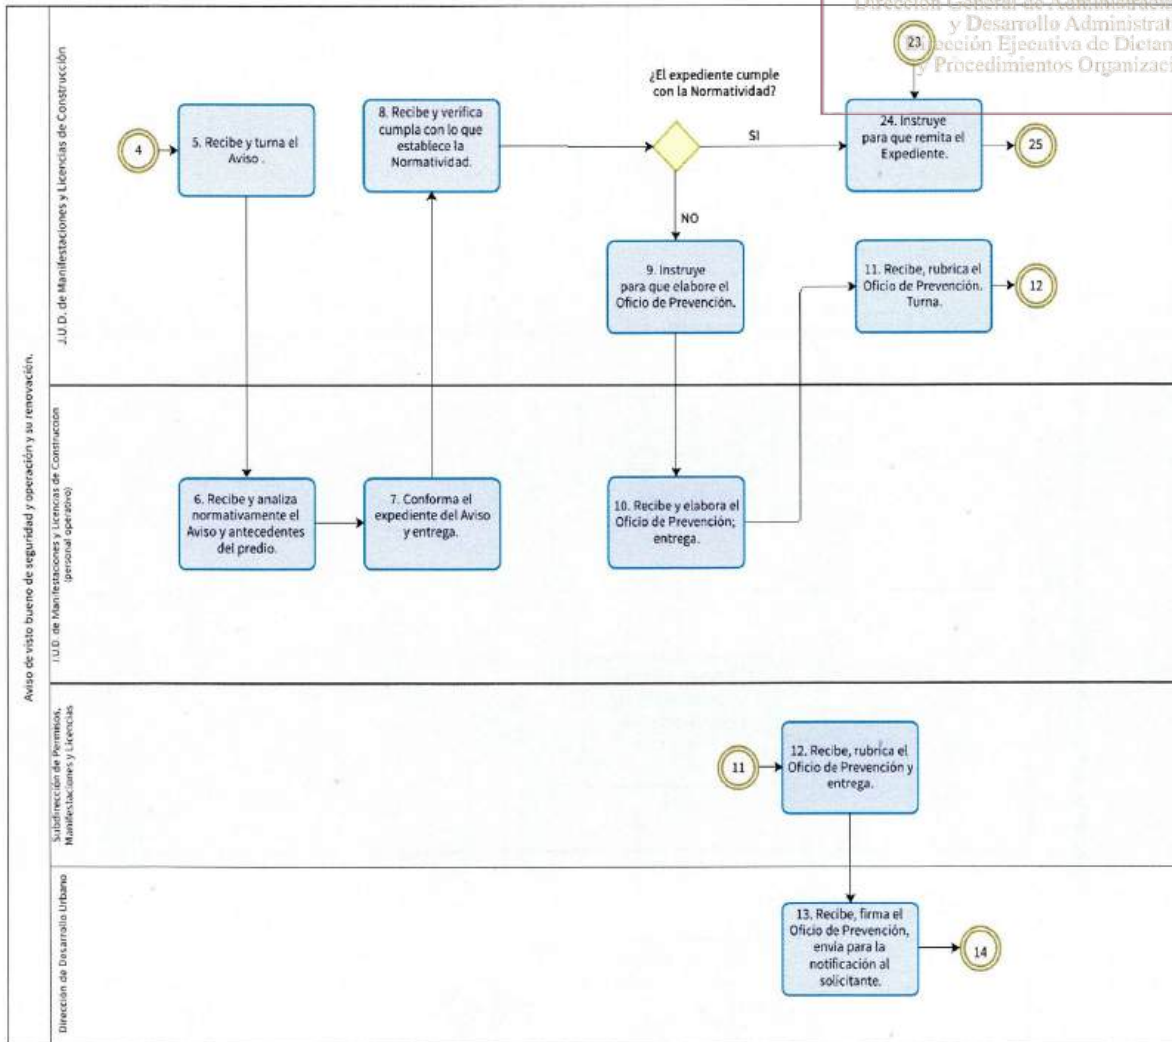 Dirección General de Administración
y Desarrollo Administrat
Dirección Ejecutiva de Dictam
y Procedimientos Organizaci
Aviso de visto bueno de seguridad y operación y su renovación.
J.U.D. de Manifestaciones y Licencias de Construcción
4
5. Recibe y turna el
Aviso .
8. Recibe y verifica
cumpla con lo que
establece la
Normatividad.
¿El expediente cumple
con la Normatividad?
SI
NO
23
24. Instruye
para que remita el
Expediente.
25
9. Instruye
para que elabore el
Oficio de Prevención.
11. Recibe, rubrica el
Oficio de Prevención.
Turna.
12
J.U.D. de Manifestaciones y Licencias de Construcción
(personal operativo)
6. Recibe y analiza
normativamente el
Aviso y antecedentes
del predio.
7. Conforma el
expediente del Aviso
y entrega.
10. Recibe y elabora el
Oficio de Prevención;
entrega.
Subdirección de Permisos,
Manifestaciones y Licencias
11
12. Recibe, rubrica el
Oficio de Prevención y
entrega.
Dirección de Desarrollo Urbano
13. Recibe, firma el
Oficio de Prevención,
envía para la
notificación al
solicitante.
14